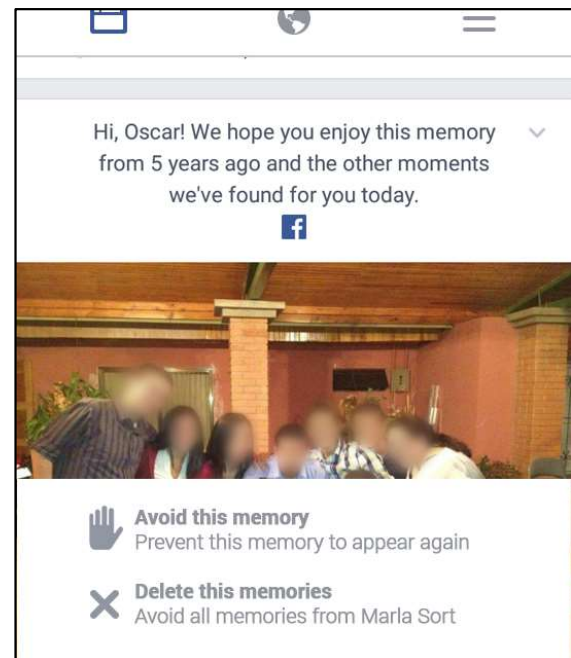 Hi, Oscar! We hope you enjoy this memory
from 5 years ago and the other moments
we've found for you today.
Avoid this memory
Prevent this memory to appear again
Delete this memories
Avoid all memories from Marla Sort